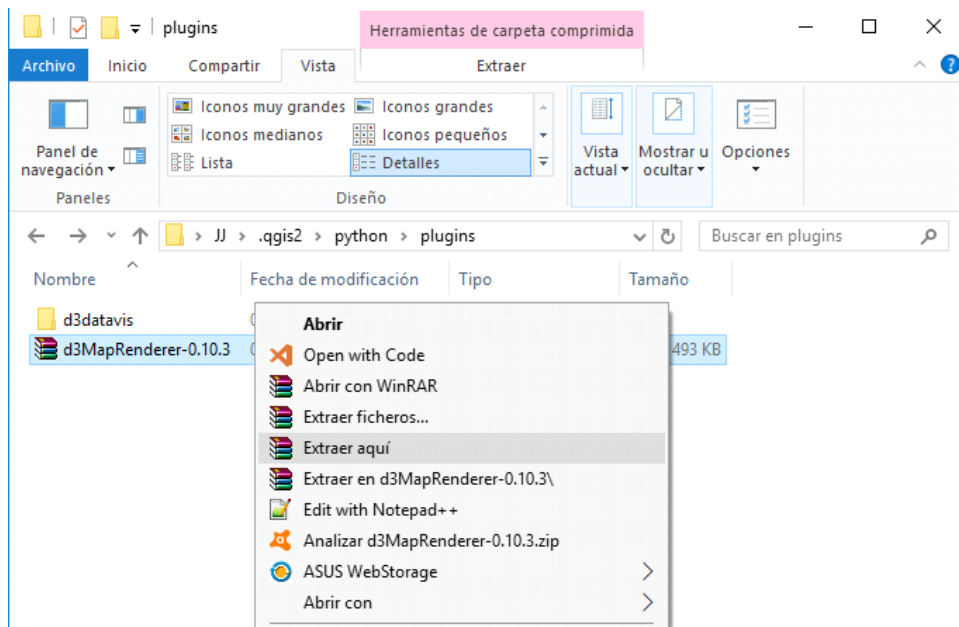 plugins
Herramientas de carpeta comprimida
Archivo Inicio Compartir Vista Extraer
Iconos muy grandes Iconos grandes
Iconos medianos Iconos pequeños
Lista Detalles
Panel de navegación
Vista actual
Mostrar u ocultar
Opciones
Paneles Diseño
JJ > .qgis2 > python > plugins
Buscar en plugins
Nombre Fecha de modificación Tipo Tamaño
d3datavis
d3MapRenderer-0.10.3 493 KB
Abrir
Open with Code
Abrir con WinRAR
Extraer ficheros...
Extraer aquí
Extraer en d3MapRenderer-0.10.3\
Edit with Notepad++
Analizar d3MapRenderer-0.10.3.zip
ASUS WebStorage
Abrir con